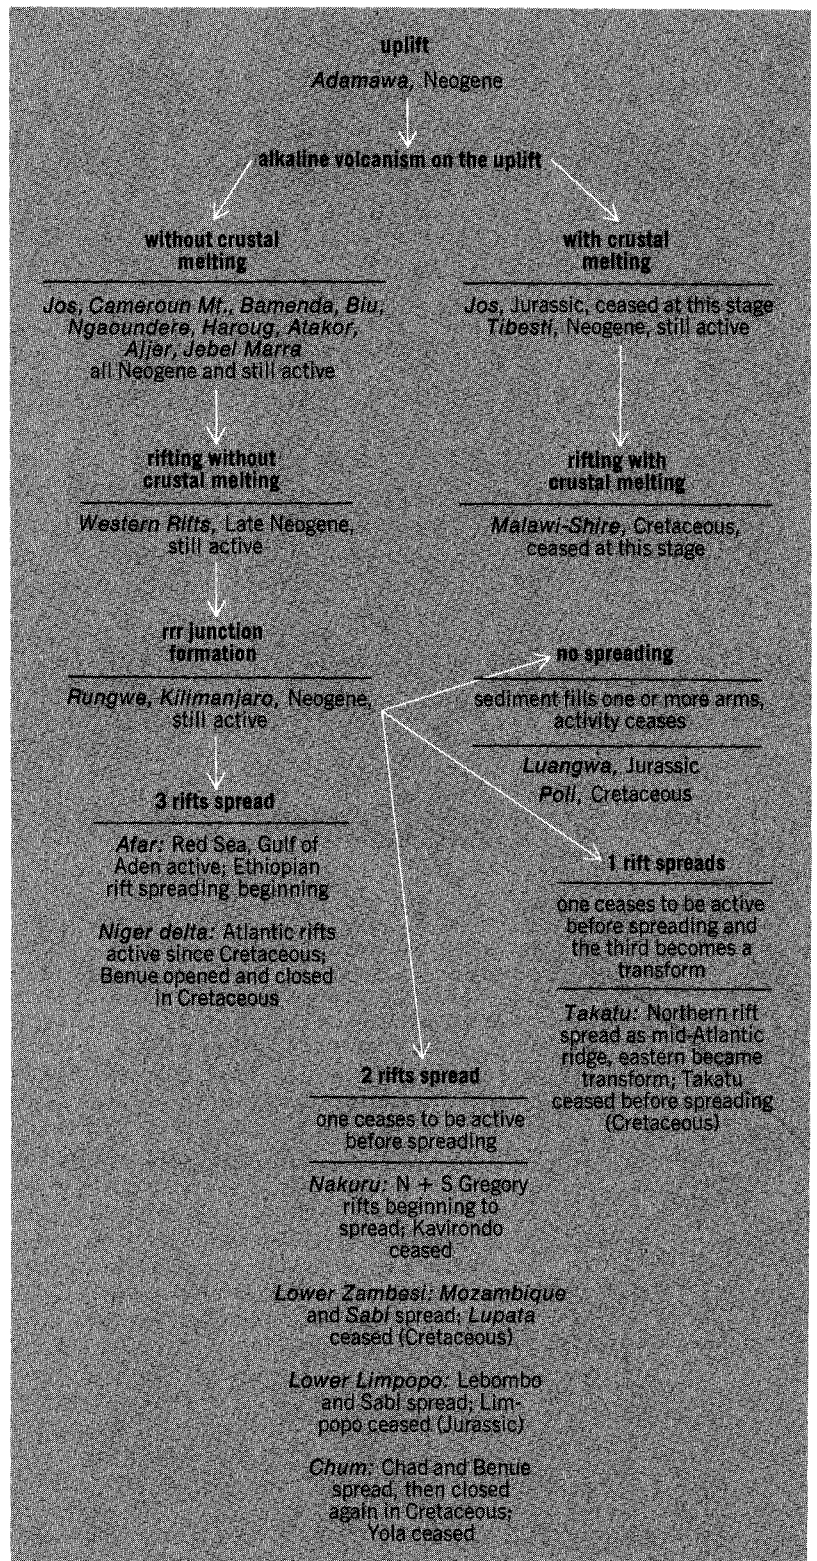 uplift
Adamawa, Neogene
alkaline volcanism on the uplift
without crustal
melting
Jos, Cameroun Mt., Bamenda, Biu,
Ngaoundere, Haroug, Atakor,
Aljer, Jebel Marra
all Neogene and still active
with crustal
melting
Jos, Jurassic, ceased at this stage
Tibesti, Neogene, still active
rifting without
crustal melting
Western Rifts, Late Neogene,
still active
rifting with
crustal melting
Malawi-Shire, Cretaceous,
ceased at this stage
rrr junction
formation
Rungwe, Kilimanjaro, Neogene,
still active
no spreading
sediment fills one or more arms,
activity ceases
Luangwa, Jurassic
Poli, Cretaceous
3 rifts spread
Afar: Red Sea, Gulf of
Aden active; Ethiopian
rift spreading beginning
Niger delta: Atlantic rifts
active since Cretaceous;
Benue opened and closed
in Cretaceous
1 rift spreads
one ceases to be active
before spreading and
the third becomes a
transform
Takatu: Northern rift
spread as mid-Atlantic
ridge, eastern became
transform; Takatu
ceased before spreading
(Cretaceous)
2 rifts spread
one ceases to be active
before spreading
Nakuru: N + S Gregory
rifts beginning to
spread; Kavirondo
ceased
Lower Zambesi: Mozambique
and Sabi spread; Lupata
ceased (Cretaceous)
Lower Limpopo: Lebombo
and Sabi spread; Lim-
popo ceased (Jurassic)
Chum: Chad and Benue
spread, then closed
again in Cretaceous;
Yola ceased